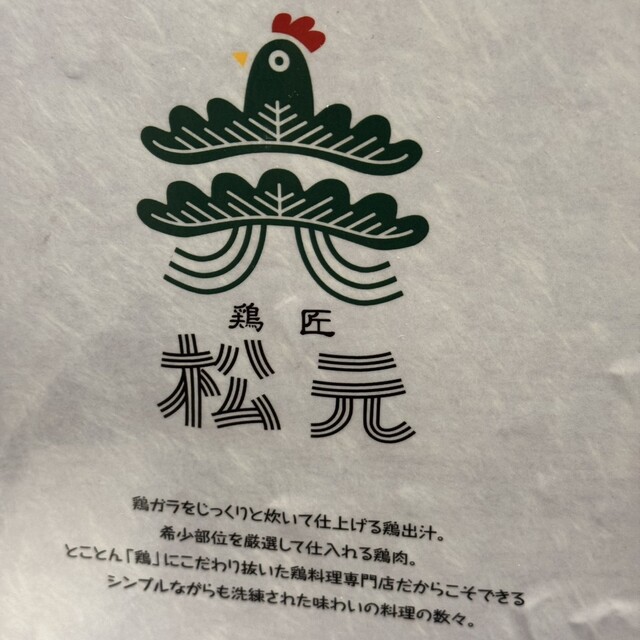 鶏匠
松元
鶏ガラをじっくりと炊いて仕上げる鶏出汁。
希少部位を厳選して仕入れる鶏肉。
とことん「鶏」にこだわり抜いた鶏料理専門店だからこそできる
シンプルながらも洗練された味わいの料理の数々。